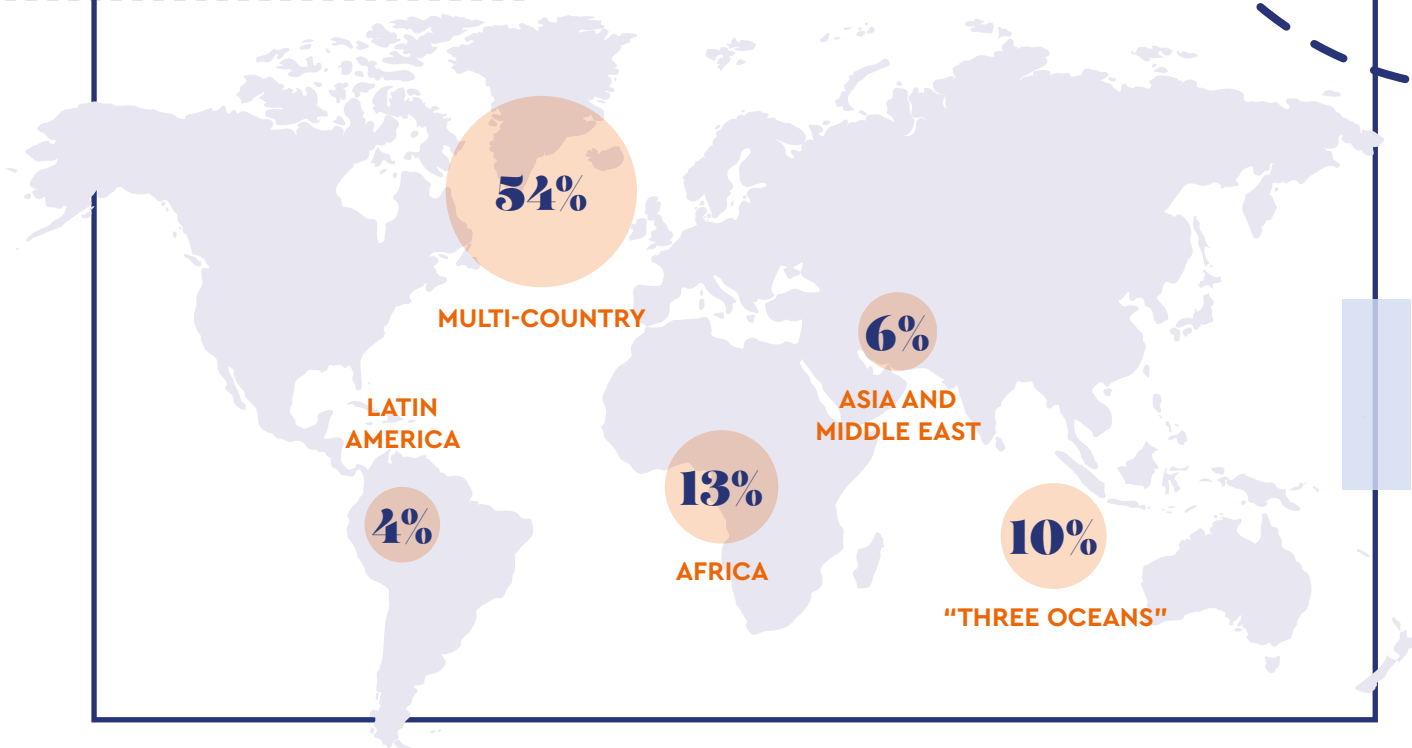 54%
MULTI-COUNTRY
6%
ASIA AND
MIDDLE EAST
LATIN
AMERICA
4%
13%
AFRICA
10%
“THREE OCEANS”